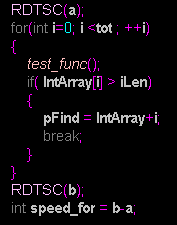 RDTSC(a);
for(int i=0; i <tot ; ++i)
{
test_func();
if( IntArray[i] > iLen)
{
pFind = IntArray+i;
break;
}
}
RDTSC(b);
int speed_for = b-a;